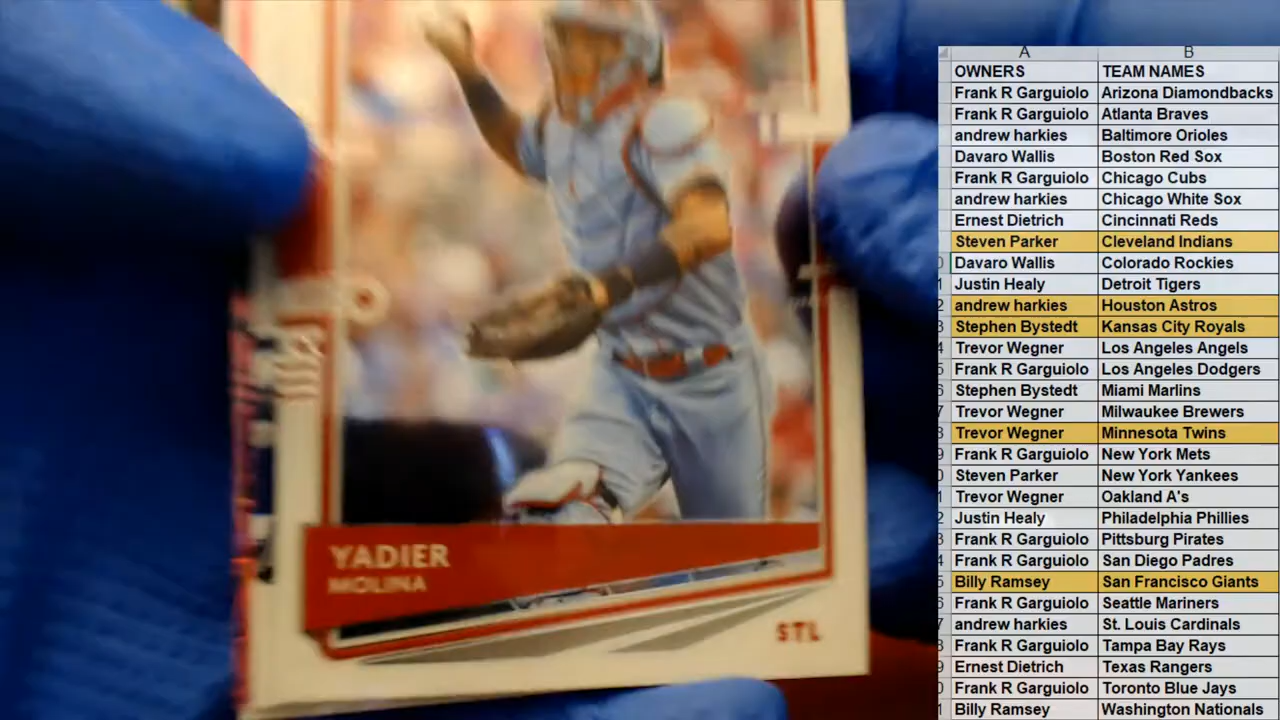 YADIER
MOLINA
STL
A B
OWNERS TEAM NAMES
Frank R Garguiolo Arizona Diamondbacks
Frank R Garguiolo Atlanta Braves
andrew harkies Baltimore Orioles
Davaro Wallis Boston Red Sox
Frank R Garguiolo Chicago Cubs
andrew harkies Chicago White Sox
Ernest Dietrich Cincinnati Reds
Steven Parker Cleveland Indians
Davaro Wallis Colorado Rockies
Justin Healy Detroit Tigers
andrew harkies Houston Astros
Stephen Bystedt Kansas City Royals
Trevor Wegner Los Angeles Angels
Frank R Garguiolo Los Angeles Dodgers
Stephen Bystedt Miami Marlins
Trevor Wegner Milwaukee Brewers
Trevor Wegner Minnesota Twins
Frank R Garguiolo New York Mets
Steven Parker New York Yankees
Trevor Wegner Oakland A's
Justin Healy Philadelphia Phillies
Frank R Garguiolo Pittsburg Pirates
Frank R Garguiolo San Diego Padres
Billy Ramsey San Francisco Giants
Frank R Garguiolo Seattle Mariners
andrew harkies St. Louis Cardinals
Frank R Garguiolo Tampa Bay Rays
Ernest Dietrich Texas Rangers
Frank R Garguiolo Toronto Blue Jays
Billy Ramsey Washington Nationals